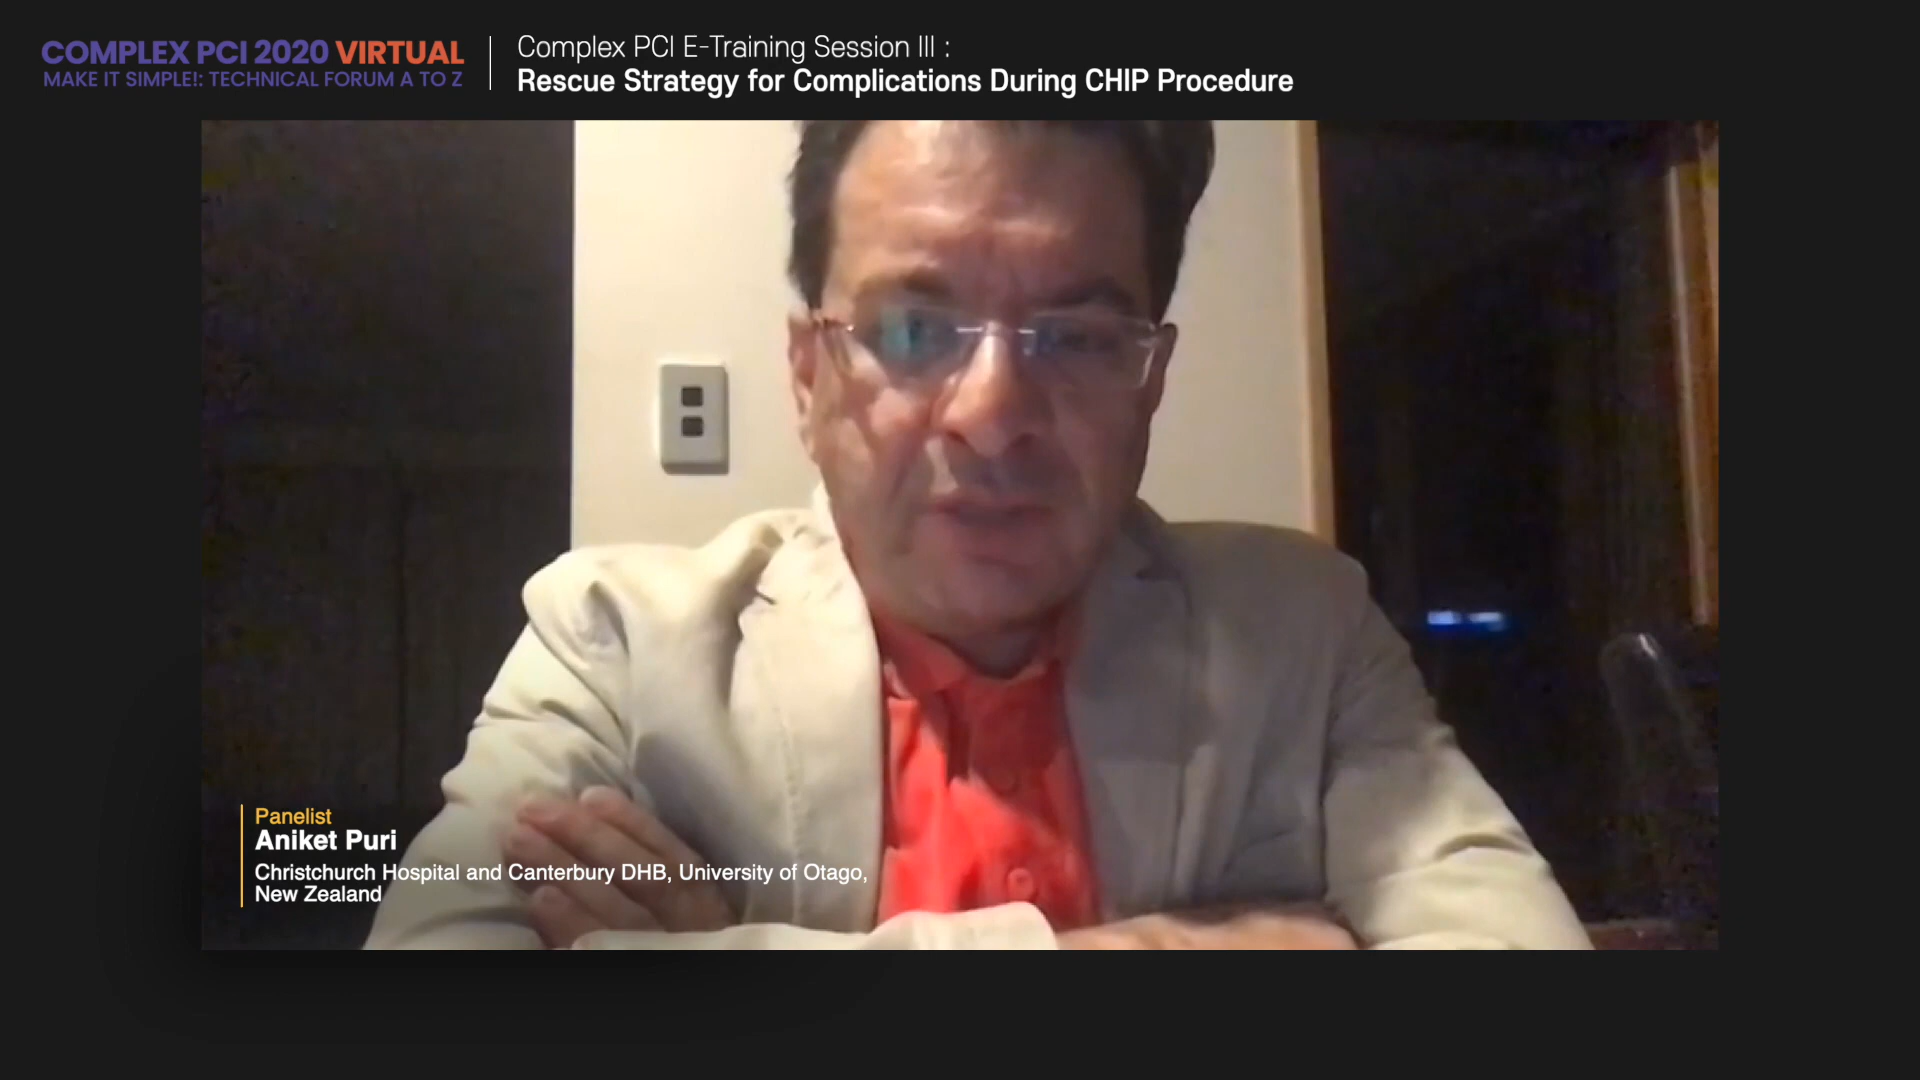 COMPLEX PCI 2020 VIRTUAL
MAKE IT SIMPLE!: TECHNICAL FORUM A TO Z
Complex PCI E-Training Session III :
Rescue Strategy for Complications During CHIP Procedure
Panelist
Aniket Puri
Christchurch Hospital and Canterbury DHB, University of Otago,
New Zealand